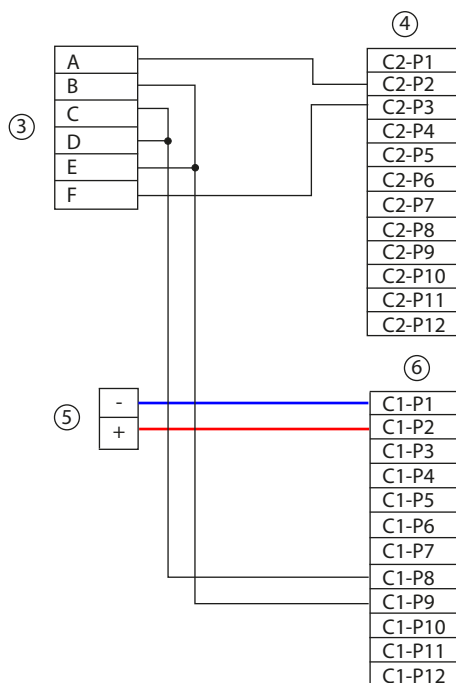 ④
A
B
C
D
E
F
③
C2-P1
C2-P2
C2-P3
C2-P4
C2-P5
C2-P6
C2-P7
C2-P8
C2-P9
C2-P10
C2-P11
C2-P12
⑥
⑤
-
+
C1-P1
C1-P2
C1-P3
C1-P4
C1-P5
C1-P6
C1-P7
C1-P8
C1-P9
C1-P10
C1-P11
C1-P12